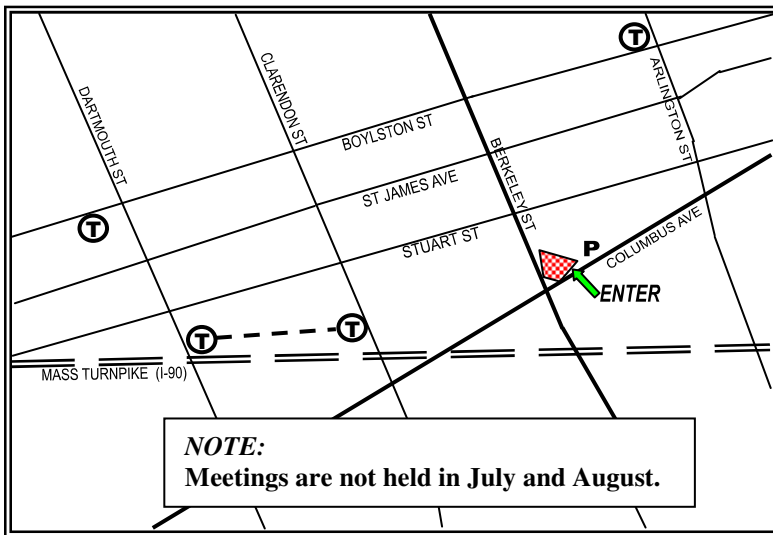 T
CLARENDON ST
ARLINGTON ST
DARTMOUTH ST
BOYLSTON ST
BERKELEY ST
ST JAMES AVE
T
STUART ST
P
COLUMBUS AVE
ENTER
T
T
MASS TURNPIKE (I-90)
NOTE:
Meetings are not held in July and August.